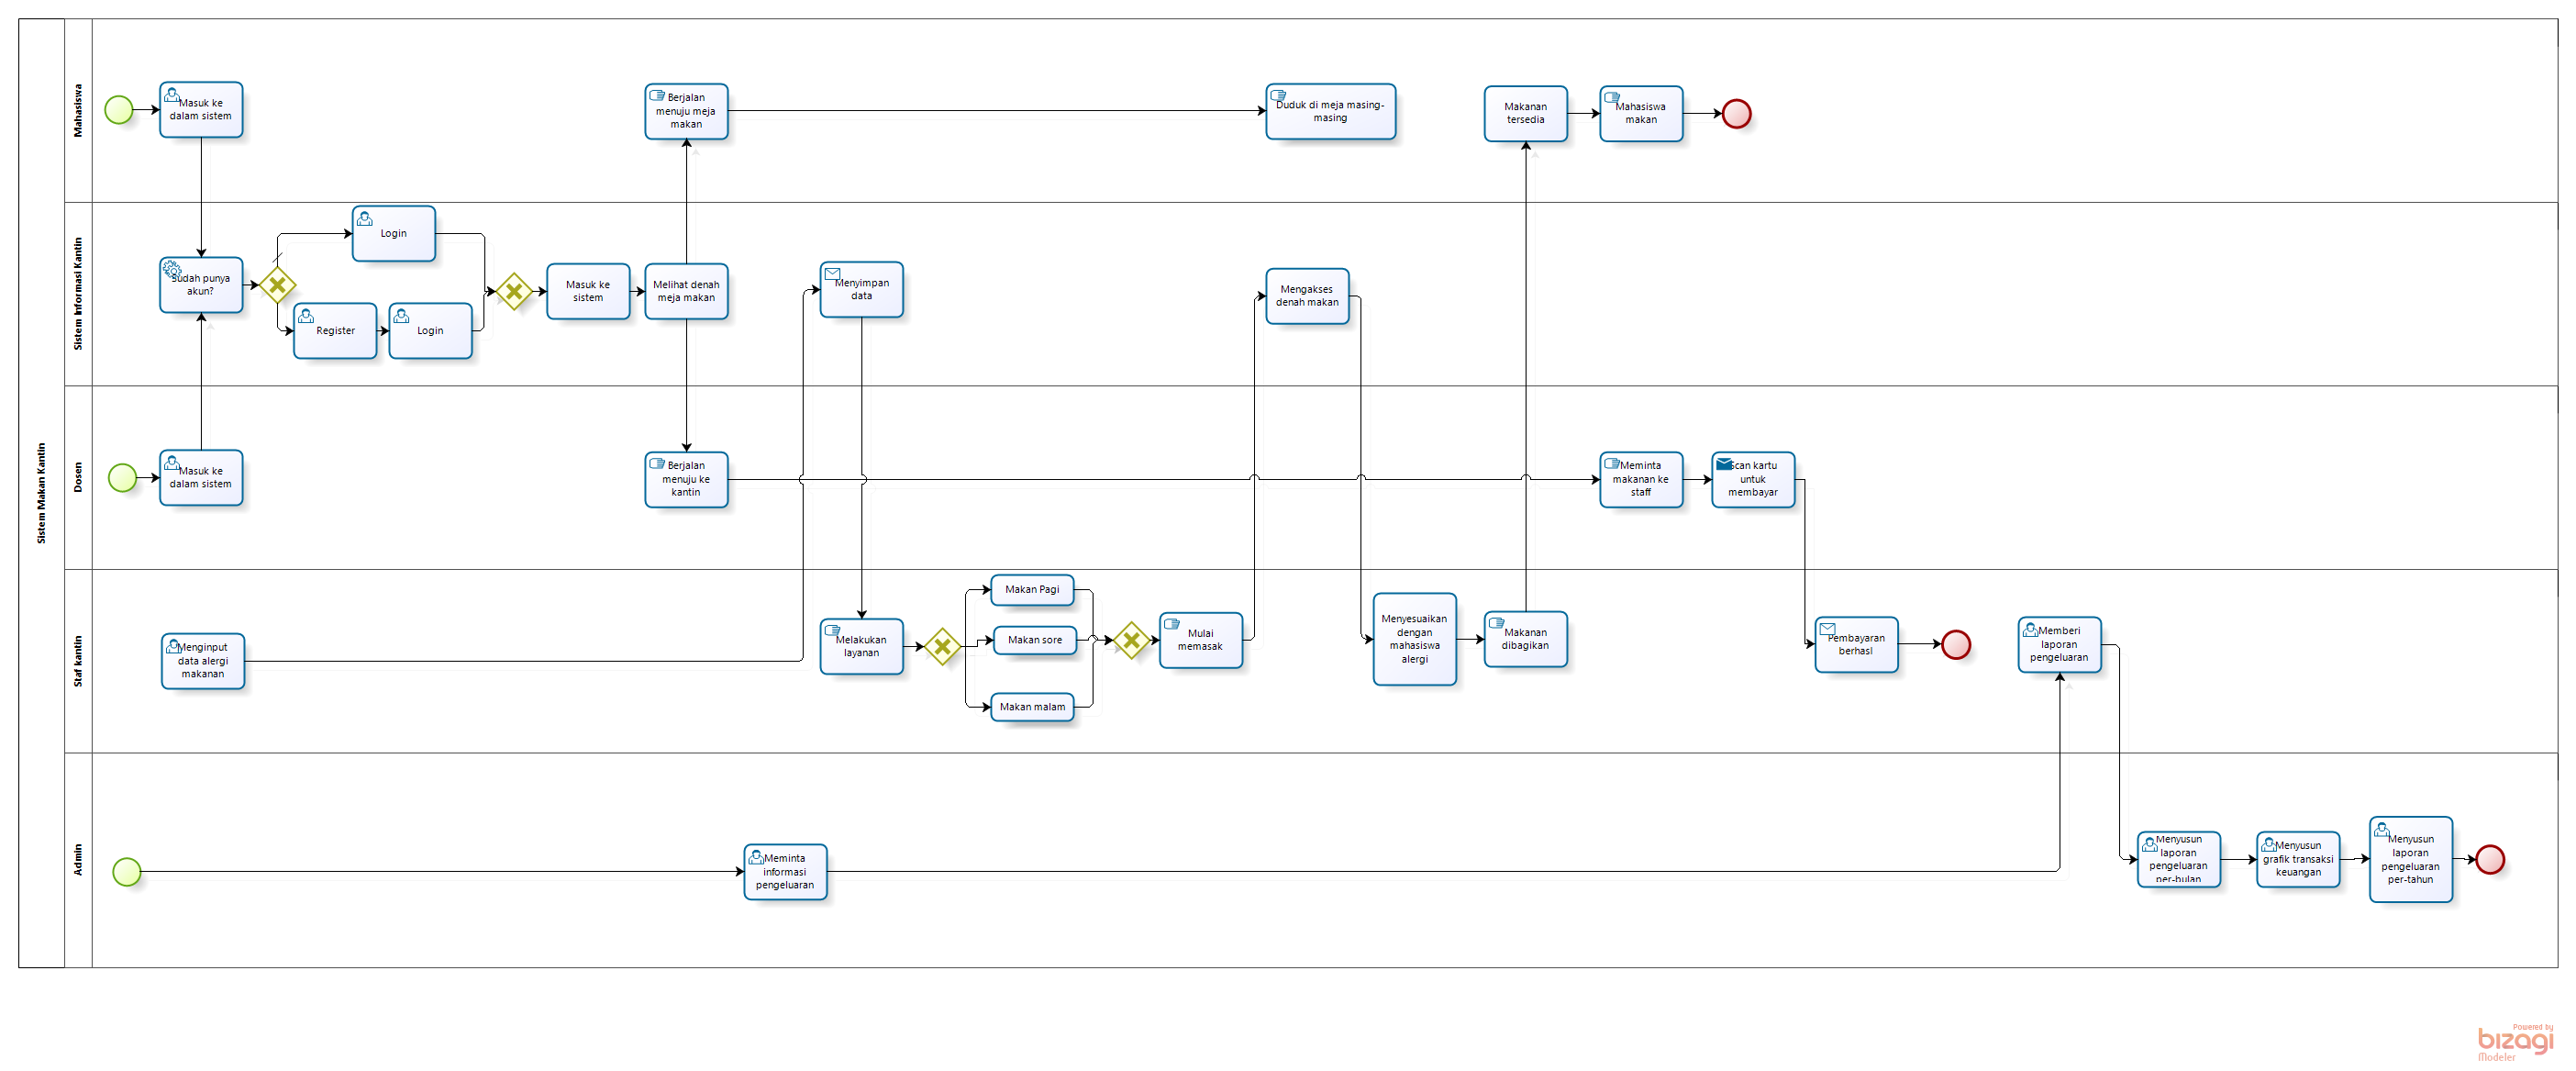 Sistem Makan Kantin
Mahasiswa
Masuk ke
dalam sistem
Berjalan
menuju meja
makan
Duduk di meja masing-
masing
Makanan
tersedia
Mahasiswa
makan
Sistem Informasi Kantin
Sudah punya
akun?
Login
Register
Login
Masuk ke
sistem
Melihat denah
meja makan
Menyimpan
data
Mengakses
denah makan
Dosen
Masuk ke
dalam sistem
Berjalan
menuju ke
kantin
Meminta
makanan ke
staff
Scan kartu
untuk
membayar
Staf kantin
Menginput
data alergi
makanan
Melakukan
layanan
Makan Pagi
Makan sore
Makan malam
Mulai
memasak
Menyesuaikan
dengan
mahasiswa
alergi
Makanan
dibagikan
Pembayaran
berhasl
Memberi
laporan
pengeluaran
Admin
Meminta
informasi
pengeluaran
Menyusun
laporan
pengeluaran
per-bulan
Menyusun
grafik transaksi
keuangan
Menyusun
laporan
pengeluaran
per-tahun
Powered by
bizagi
Modeler